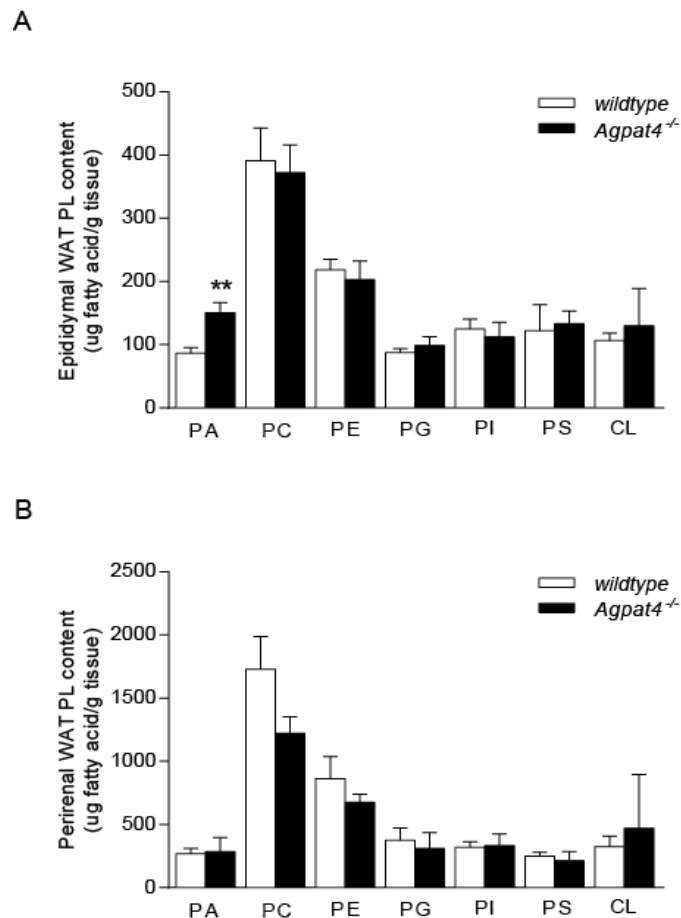 A
500
400
300
200
100
0
Epididymal WAT PL content
(ug fatty acid/g tissue)
wildtype
Agpat4-/-
**
PA PC PE PG PI PS CL
B
2500
2000
1500
1000
500
0
Perirenal WAT PL content
(ug fatty acid/g tissue)
wildtype
Agpat4-/-
PA PC PE PG PI PS CL